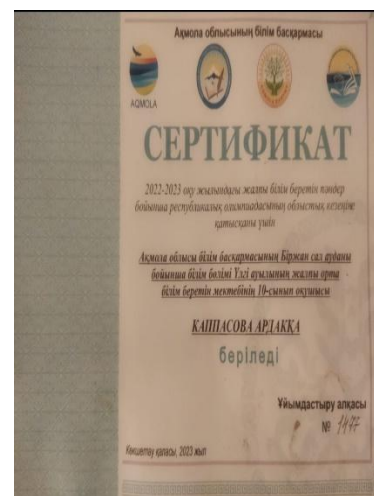 Ақмола облысының білім басқармасы
AQMOLA
СЕРТИФИКАТ
2022-2023 оқу жылындағы жалпы білім беретін пәндер
бойынша республикалық олимпиадасының облыстық кезеңіне
қатысқаны үшін
Ақмола облысы білім басқармасының Біржан сал ауданы
бойынша білім бөлімі Үлгі ауылының жалпы орта
білім беретін мектебінің 10-сынып оқушысы
КАППАСОВА АРДАҚҚА
беріледі
Ұйымдастыру алқасы
№ 1477
Көкшетау қаласы, 2023 жыл